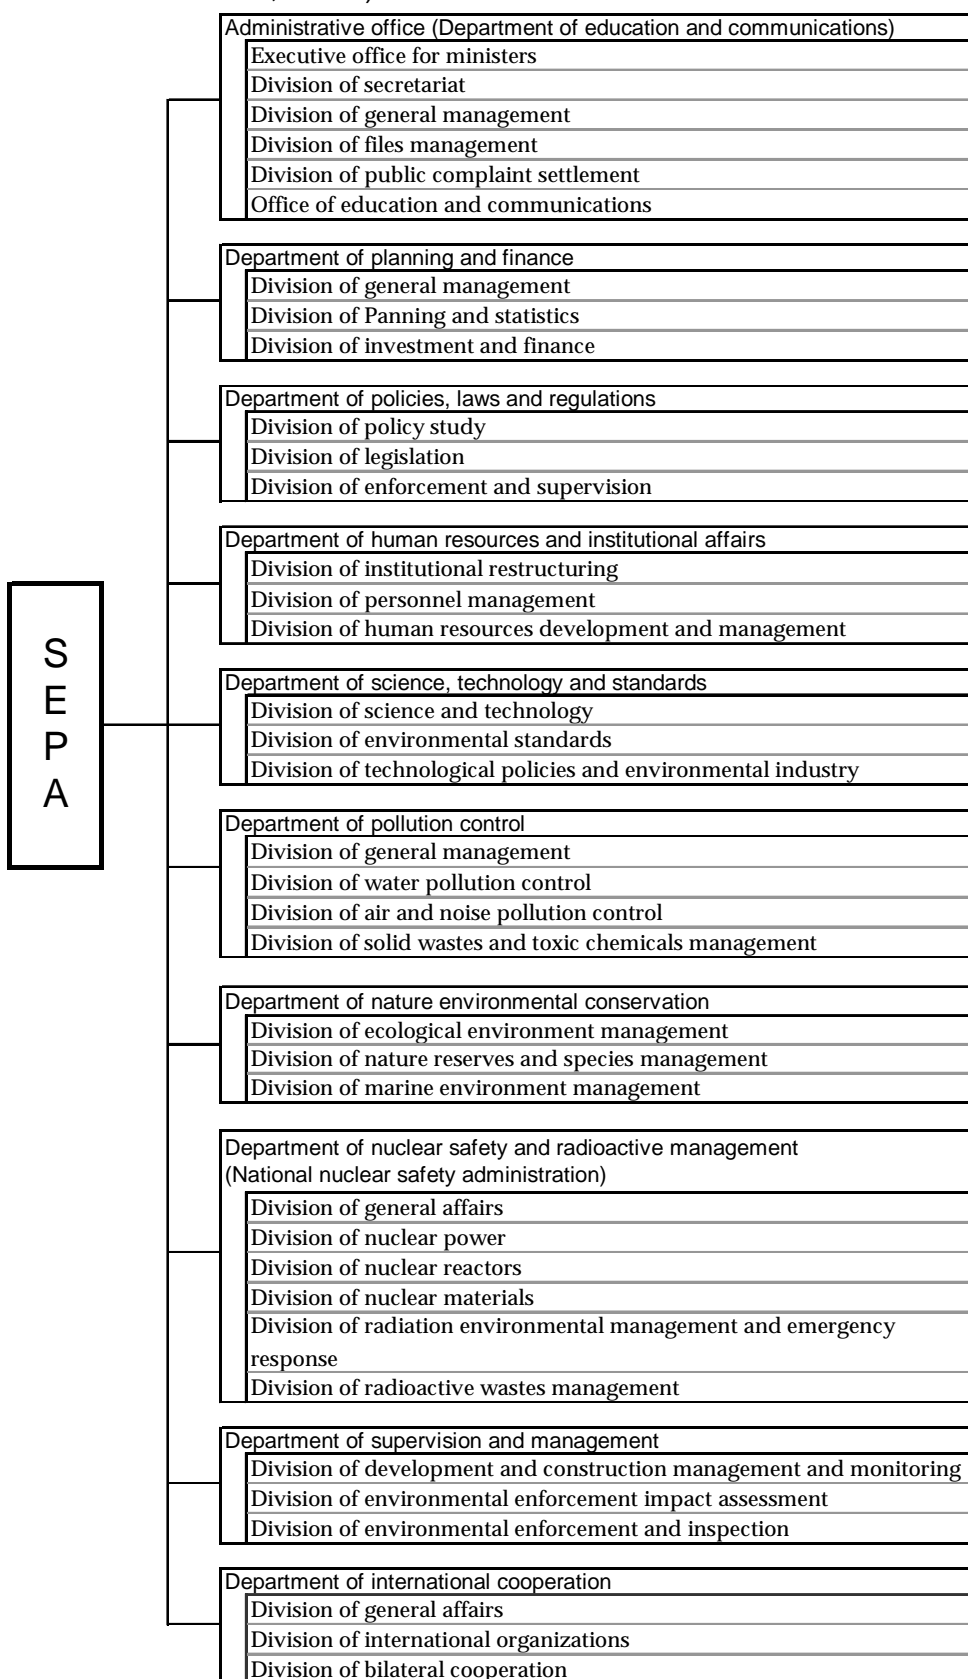 Administrative office (Department of education and communications)
Executive office for ministers
Division of secretariat
Division of general management
Division of files management
Division of public complaint settlement
Office of education and communications
Department of planning and finance
Division of general management
Division of Panning and statistics
Division of investment and finance
Department of policies, laws and regulations
Division of policy study
Division of legislation
Division of enforcement and supervision
Department of human resources and institutional affairs
Division of institutional restructuring
Division of personnel management
Division of human resources development and management
S
E
P
A
Department of science, technology and standards
Division of science and technology
Division of environmental standards
Division of technological policies and environmental industry
Department of pollution control
Division of general management
Division of water pollution control
Division of air and noise pollution control
Division of solid wastes and toxic chemicals management
Department of nature environmental conservation
Division of ecological environment management
Division of nature reserves and species management
Division of marine environment management
Department of nuclear safety and radioactive management
(National nuclear safety administration)
Division of general affairs
Division of nuclear power
Division of nuclear reactors
Division of nuclear materials
Division of radiation environmental management and emergency
response
Division of radioactive wastes management
Department of supervision and management
Division of development and construction management and monitoring
Division of environmental enforcement impact assessment
Division of environmental enforcement and inspection
Department of international cooperation
Division of general affairs
Division of international organizations
Division of bilateral cooperation